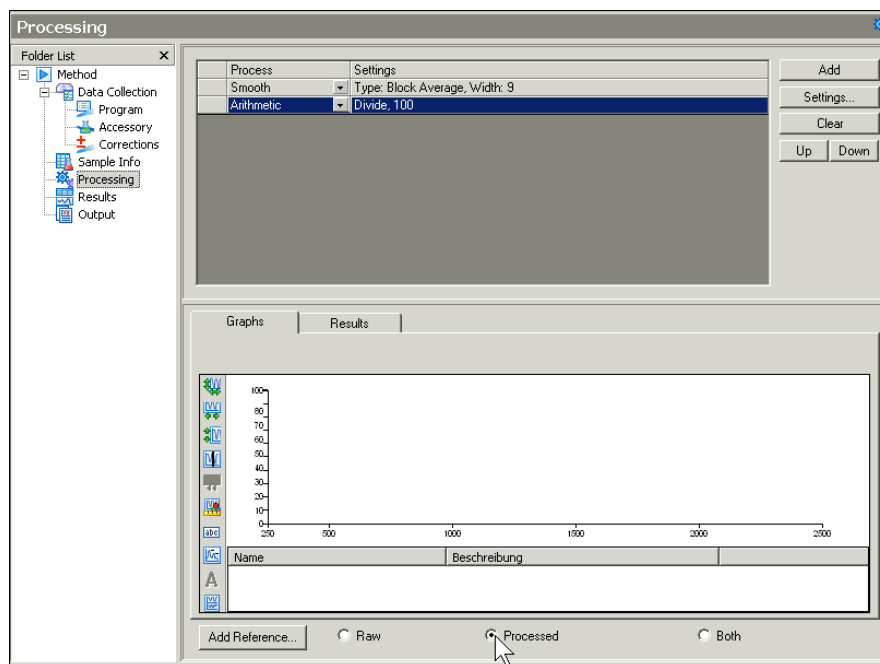 Processing
Folder List
Method
Data Collection
Program
Accessory
Corrections
Sample Info
Processing
Results
Output
Process Settings
Smooth Type: Block Average, Width: 9
Arithmetic Divide, 100
Add
Settings...
Clear
Up Down
Graphs Results
100
80
70
60
50
40
30
20
10
0
250 500 1000 1500 2000 2500
abc
A
Name Beschreibung
Add Reference... Raw Processed Both